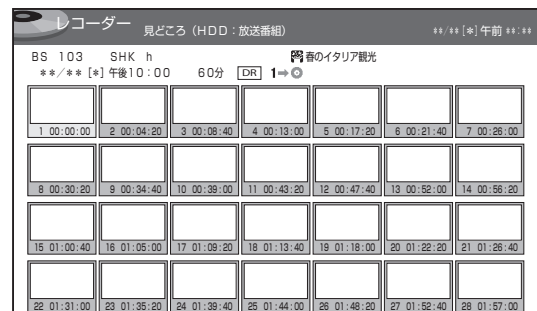 レコーダー 見どころ（HDD：放送番組） **/** [*] 午前 **:**
BS 103 SHK h 春のイタリア観光
**/** [*] 午後10：00 60分 DR 1➡
1 00:00:00 2 00:04:20 3 00:08:40 4 00:13:00 5 00:17:20 6 00:21:40 7 00:26:00
8 00:30:20 9 00:34:40 10 00:39:00 11 00:43:20 12 00:47:40 13 00:52:00 14 00:56:20
15 01:00:40 16 01:05:00 17 01:09:20 18 01:13:40 19 01:18:00 20 01:22:20 21 01:26:40
22 01:31:00 23 01:35:20 24 01:39:40 25 01:44:00 26 01:48:20 27 01:52:40 28 01:57:00